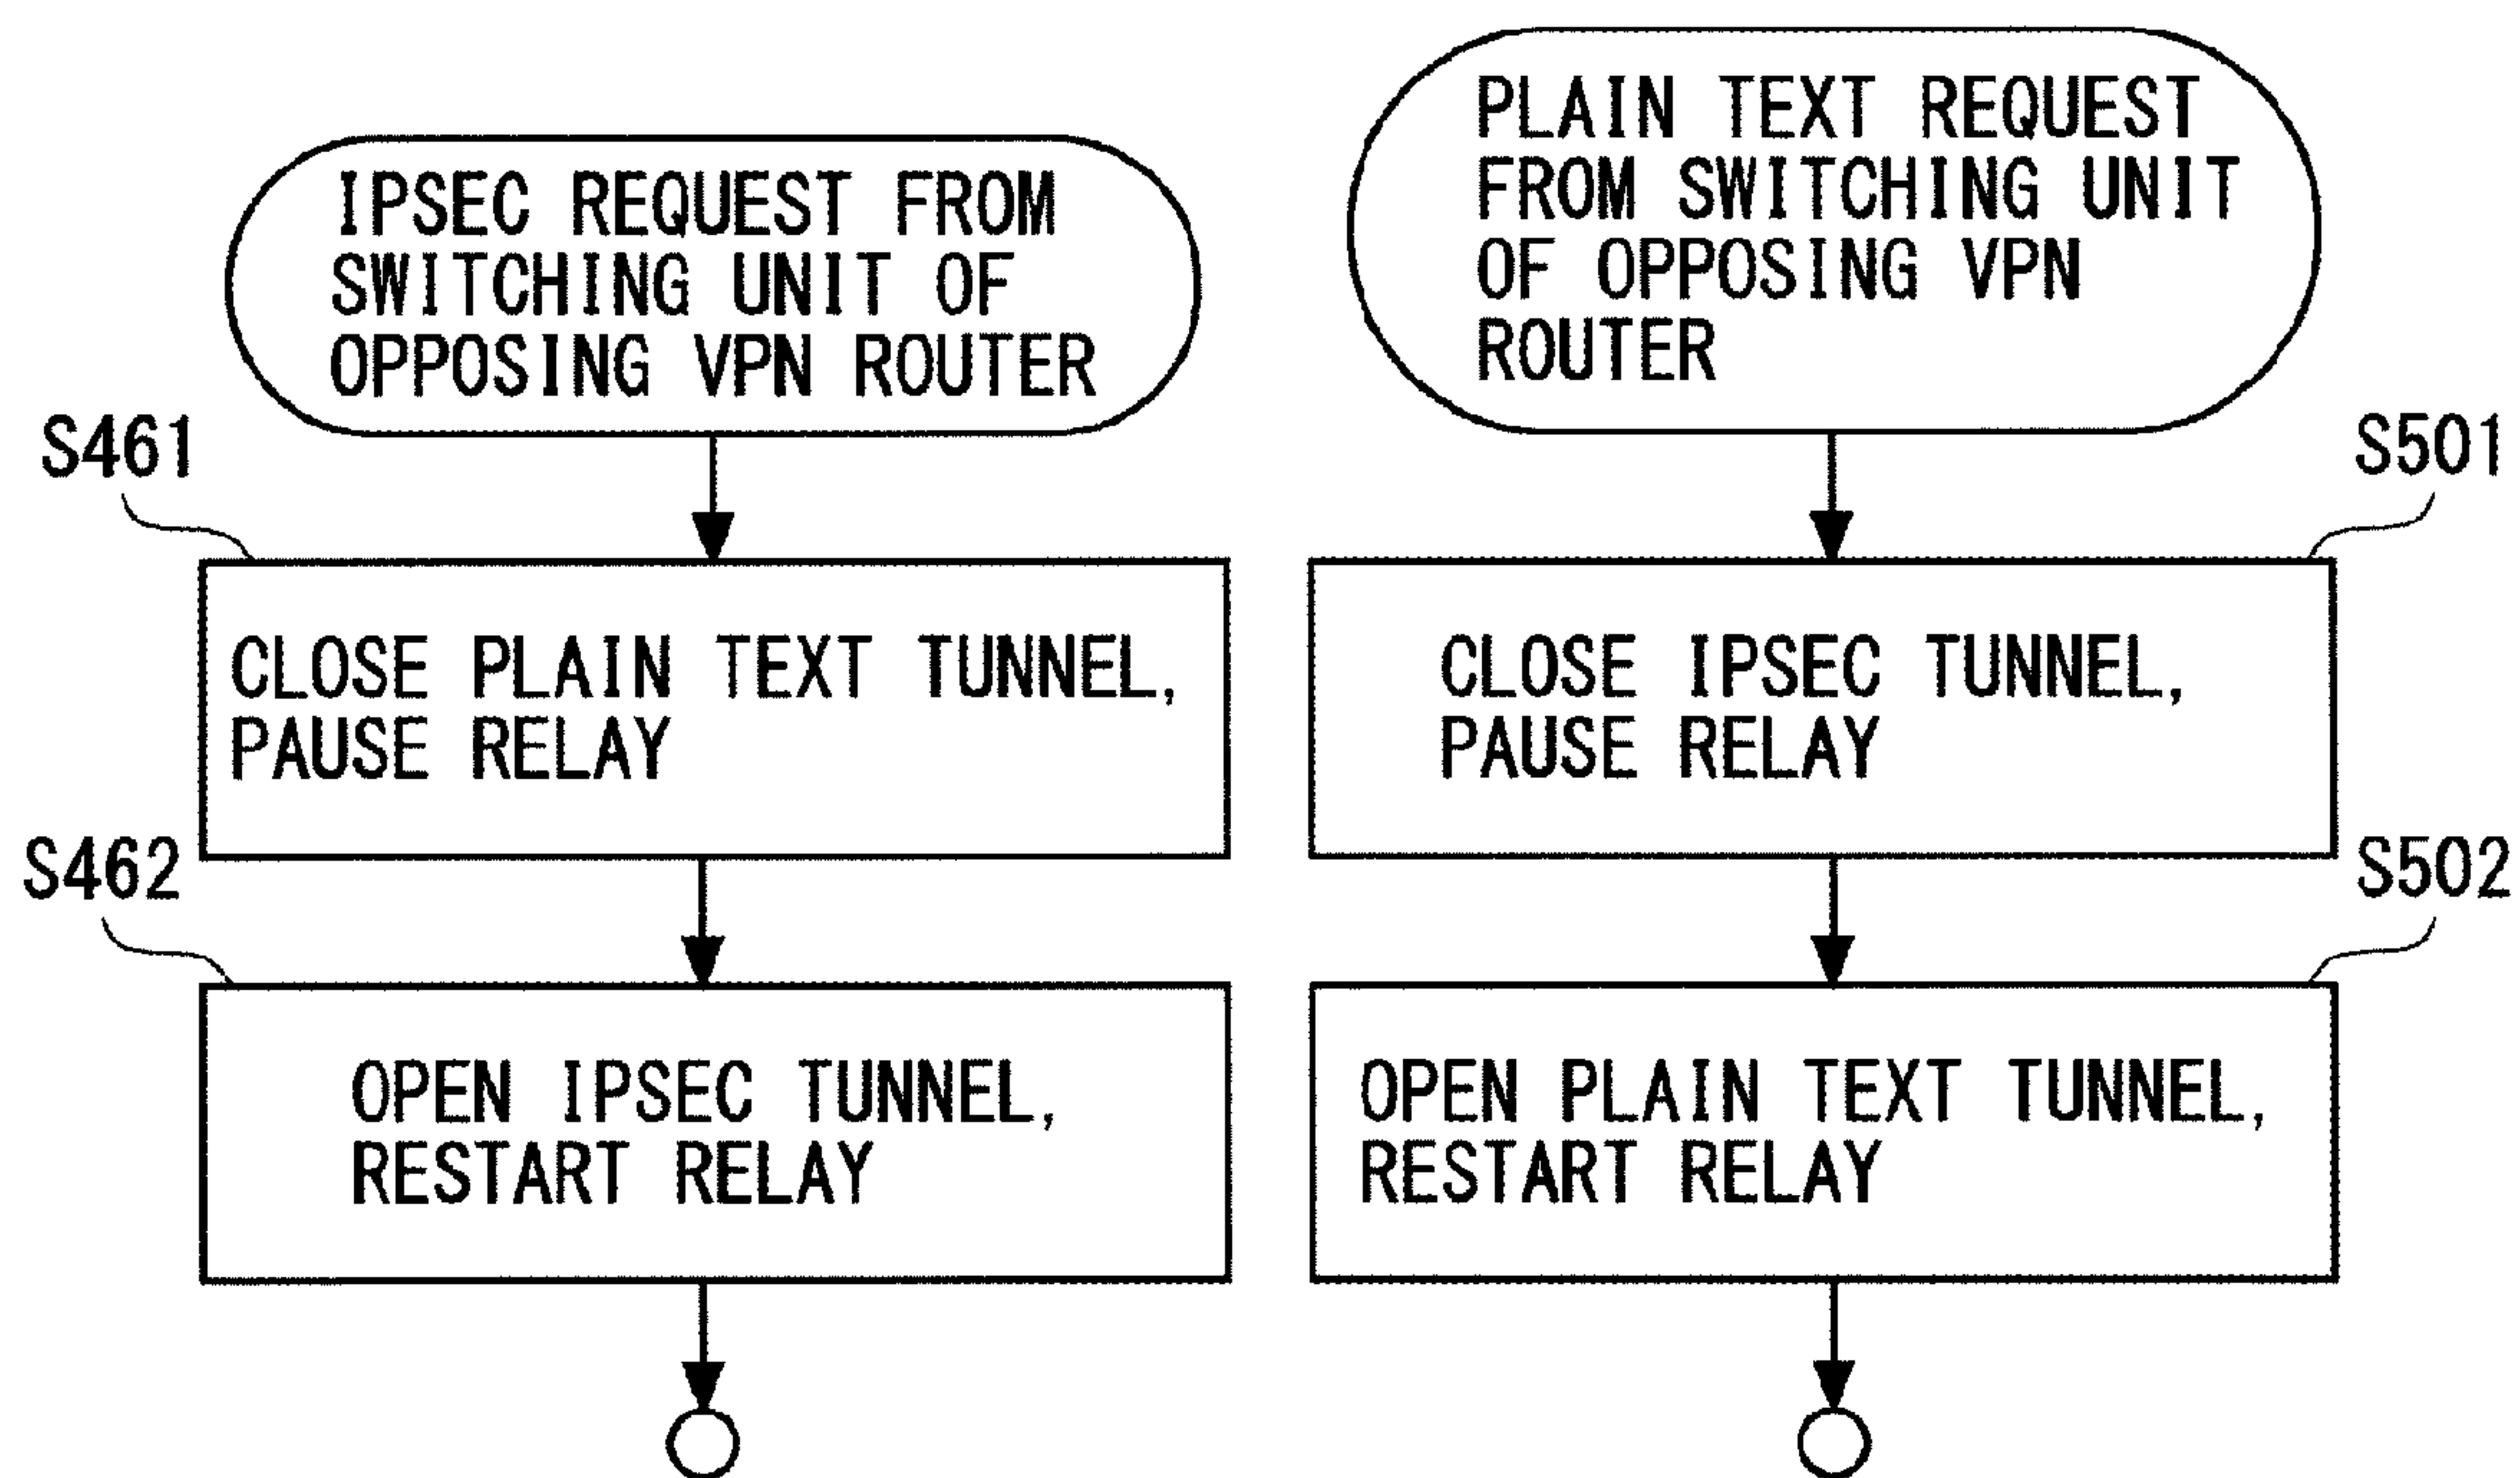 IPSEC REQUEST FROM
SWITCHING UNIT OF
OPPOSING VPN ROUTER
S461
CLOSE PLAIN TEXT TUNNEL,
PAUSE RELAY
S462
OPEN IPSEC TUNNEL,
RESTART RELAY
PLAIN TEXT REQUEST
FROM SWITCHING UNIT
OF OPPOSING VPN
ROUTER
S501
CLOSE IPSEC TUNNEL,
PAUSE RELAY
S502
OPEN PLAIN TEXT TUNNEL,
RESTART RELAY